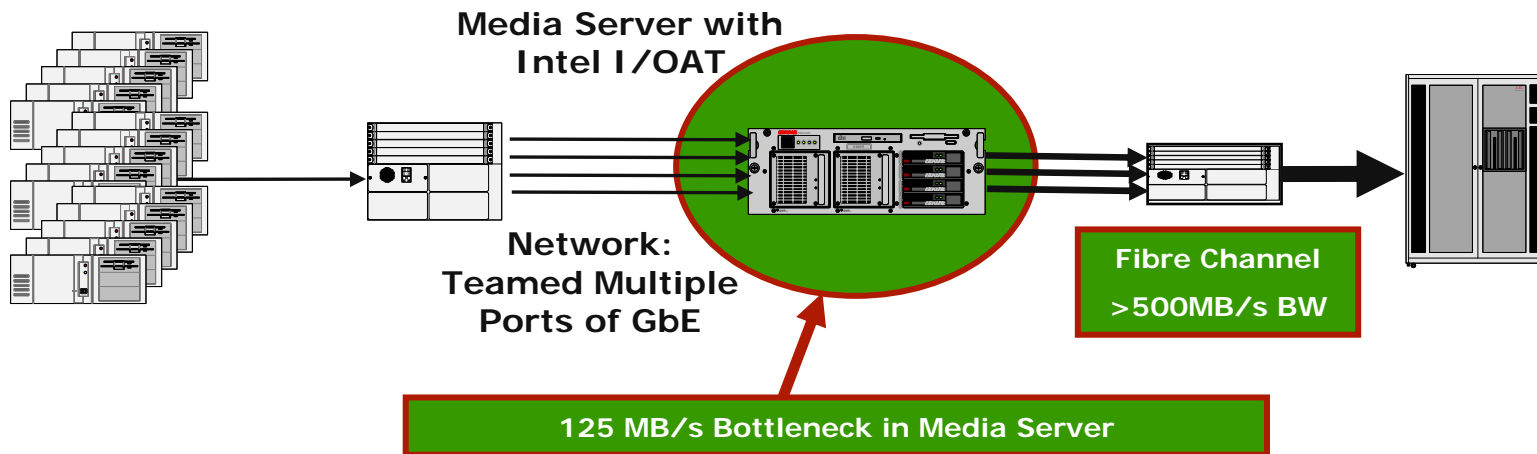 Media Server with
Intel I/OAT
Network:
Teamed Multiple
Ports of GbE
Fibre Channel
>500MB/s BW
125 MB/s Bottleneck in Media Server